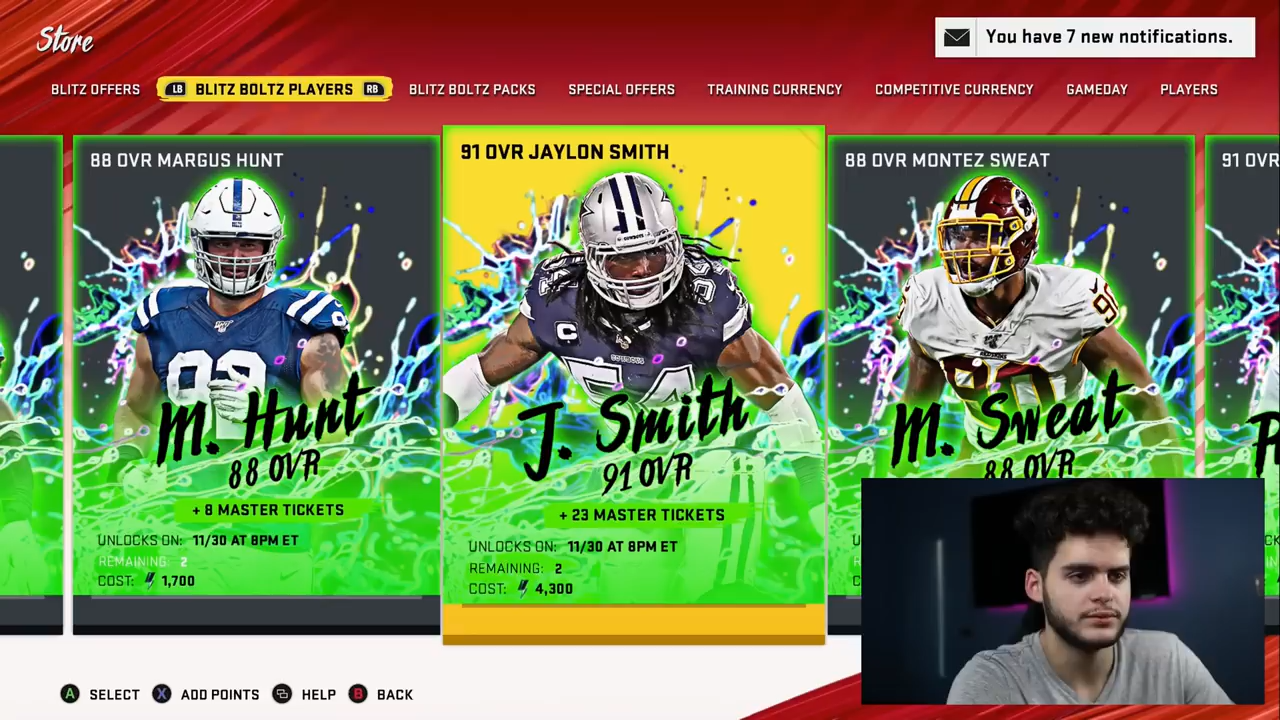 Store
You have 7 new notifications.
BLITZ OFFERS
LB BLITZ BOLTZ PLAYERS RB
BLITZ BOLTZ PACKS
SPECIAL OFFERS
TRAINING CURRENCY
COMPETITIVE CURRENCY
GAMEDAY
PLAYERS
88 OVR MARGUS HUNT
M. Hunt
88 OVR
+ 8 MASTER TICKETS
UNLOCKS ON: 11/30 AT 8PM ET
REMAINING: 2
COST: 1,700
91 OVR JAYLON SMITH
C
54
J. Smith
91 OVR
+ 23 MASTER TICKETS
UNLOCKS ON: 11/30 AT 8PM ET
REMAINING: 2
COST: 4,300
88 OVR MONTEZ SWEAT
90
M. Sweat
88 OVR
91 OVR
A SELECT
X ADD POINTS
HELP
B BACK